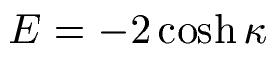 E = −2 cosh κ